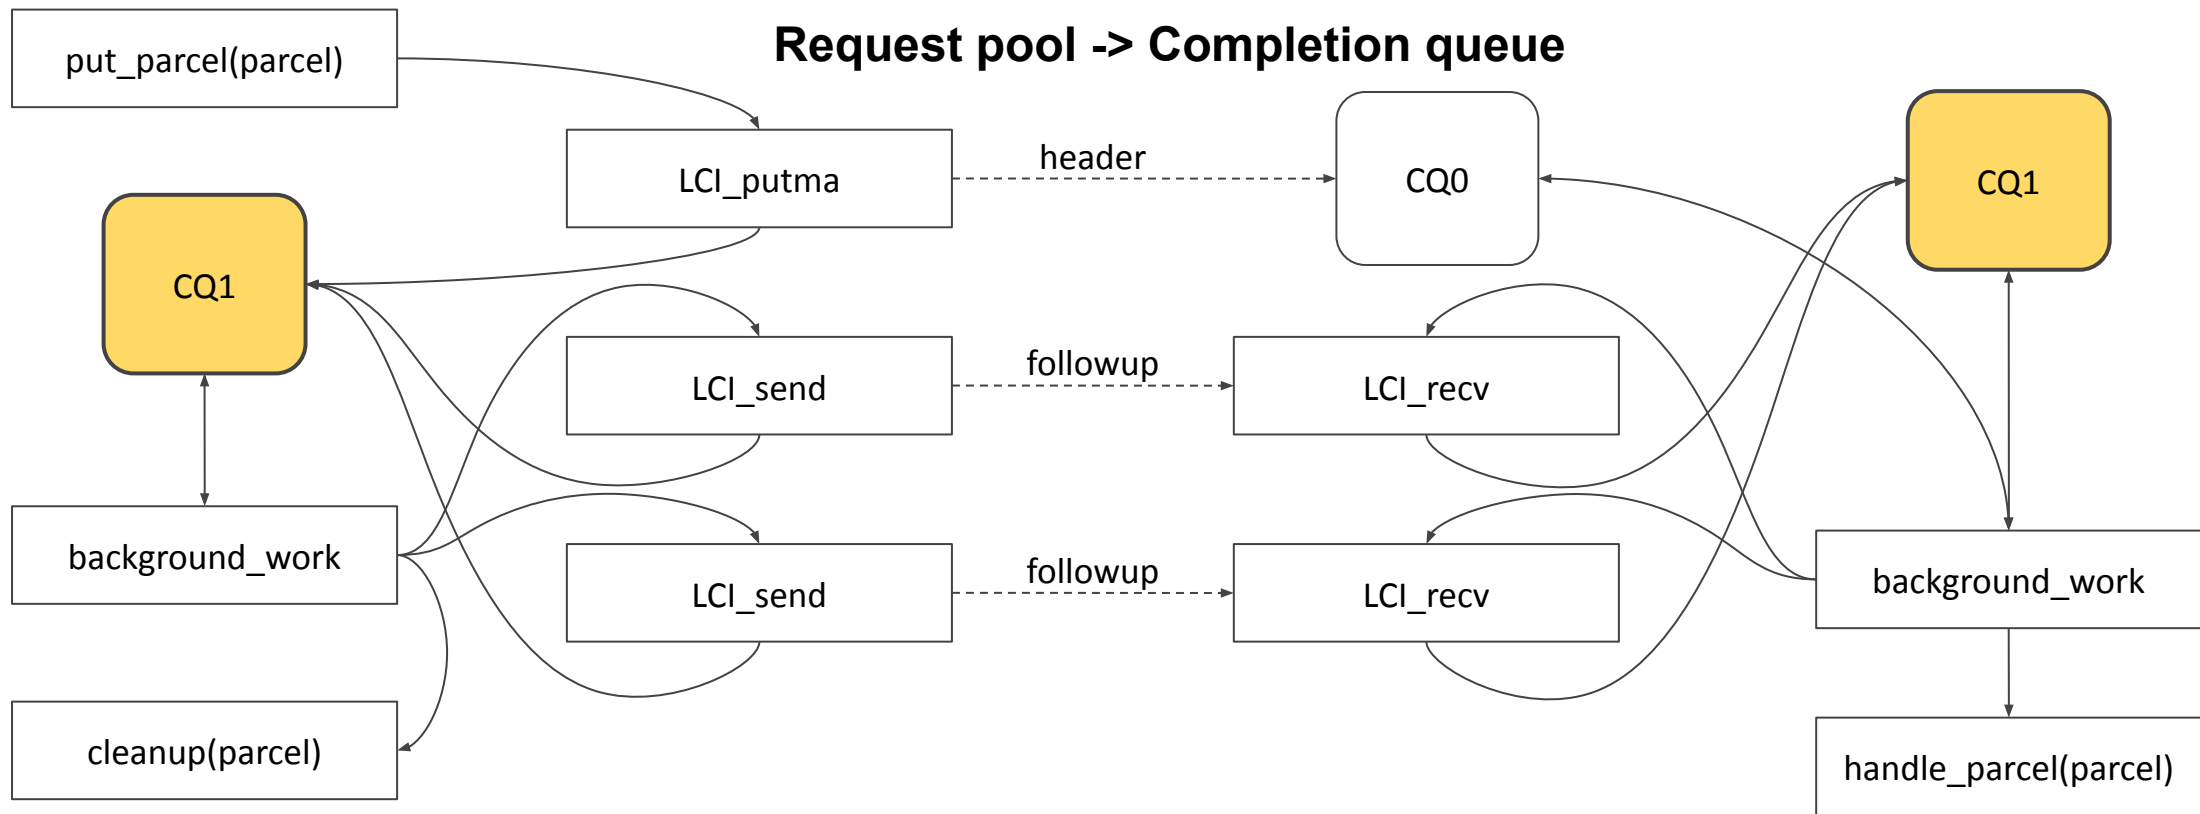 Request pool -> Completion queue
put_parcel(parcel)
LCI_putma
header
CQ0
CQ1
CQ1
LCI_send
followup
LCI_recv
background_work
LCI_send
followup
LCI_recv
background_work
cleanup(parcel)
handle_parcel(parcel)